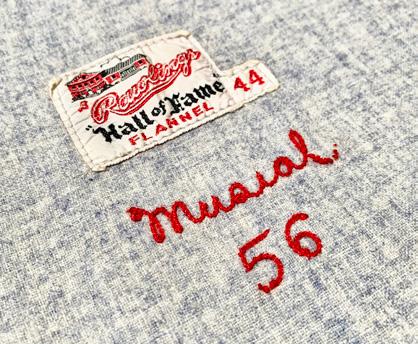 Rawlings
44
"Hall of Fame
FLANNEL
Musial
56